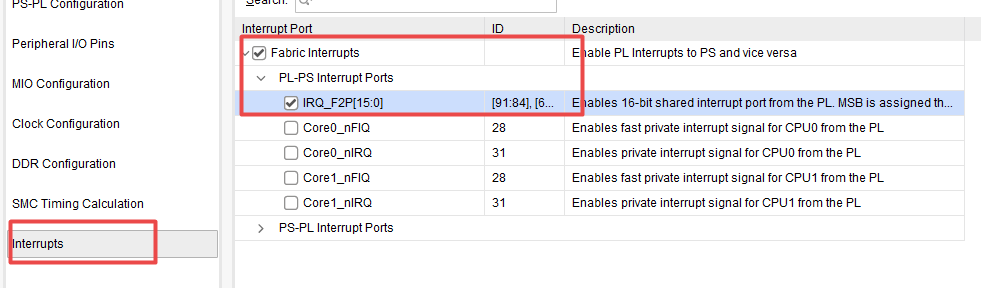 PS-PL Configuration
Peripheral I/O Pins
MIO Configuration
Clock Configuration
DDR Configuration
SMC Timing Calculation
Interrupts
Search:
Interrupt Port ID Description
Fabric Interrupts Enable PL Interrupts to PS and vice versa
PL-PS Interrupt Ports
IRQ_F2P[15:0] [91:84], [6... Enables 16-bit shared interrupt port from the PL. MSB is assigned th...
Core0_nFIQ 28 Enables fast private interrupt signal for CPU0 from the PL
Core0_nIRQ 31 Enables private interrupt signal for CPU0 from the PL
Core1_nFIQ 28 Enables fast private interrupt signal for CPU1 from the PL
Core1_nIRQ 31 Enables private interrupt signal for CPU1 from the PL
PS-PL Interrupt Ports